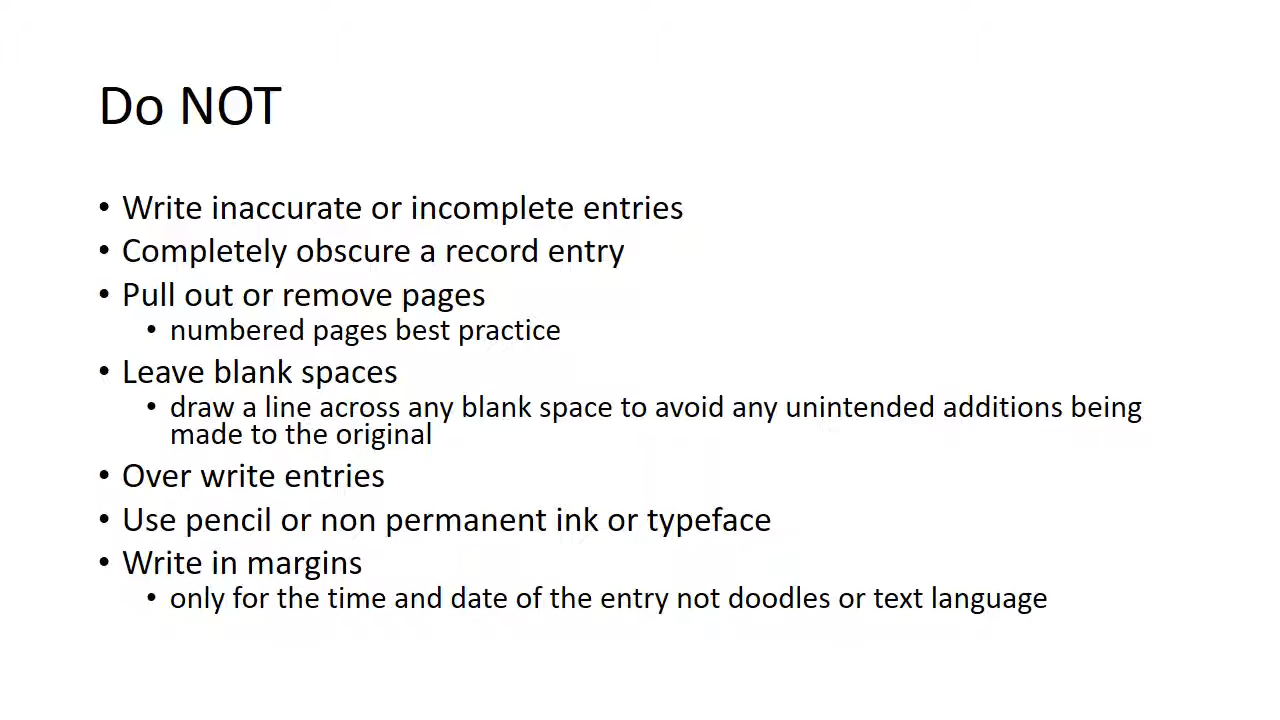 Do NOT
• Write inaccurate or incomplete entries
• Completely obscure a record entry
• Pull out or remove pages
• numbered pages best practice
• Leave blank spaces
• draw a line across any blank space to avoid any unintended additions being
made to the original
• Over write entries
• Use pencil or non permanent ink or typeface
• Write in margins
• only for the time and date of the entry not doodles or text language